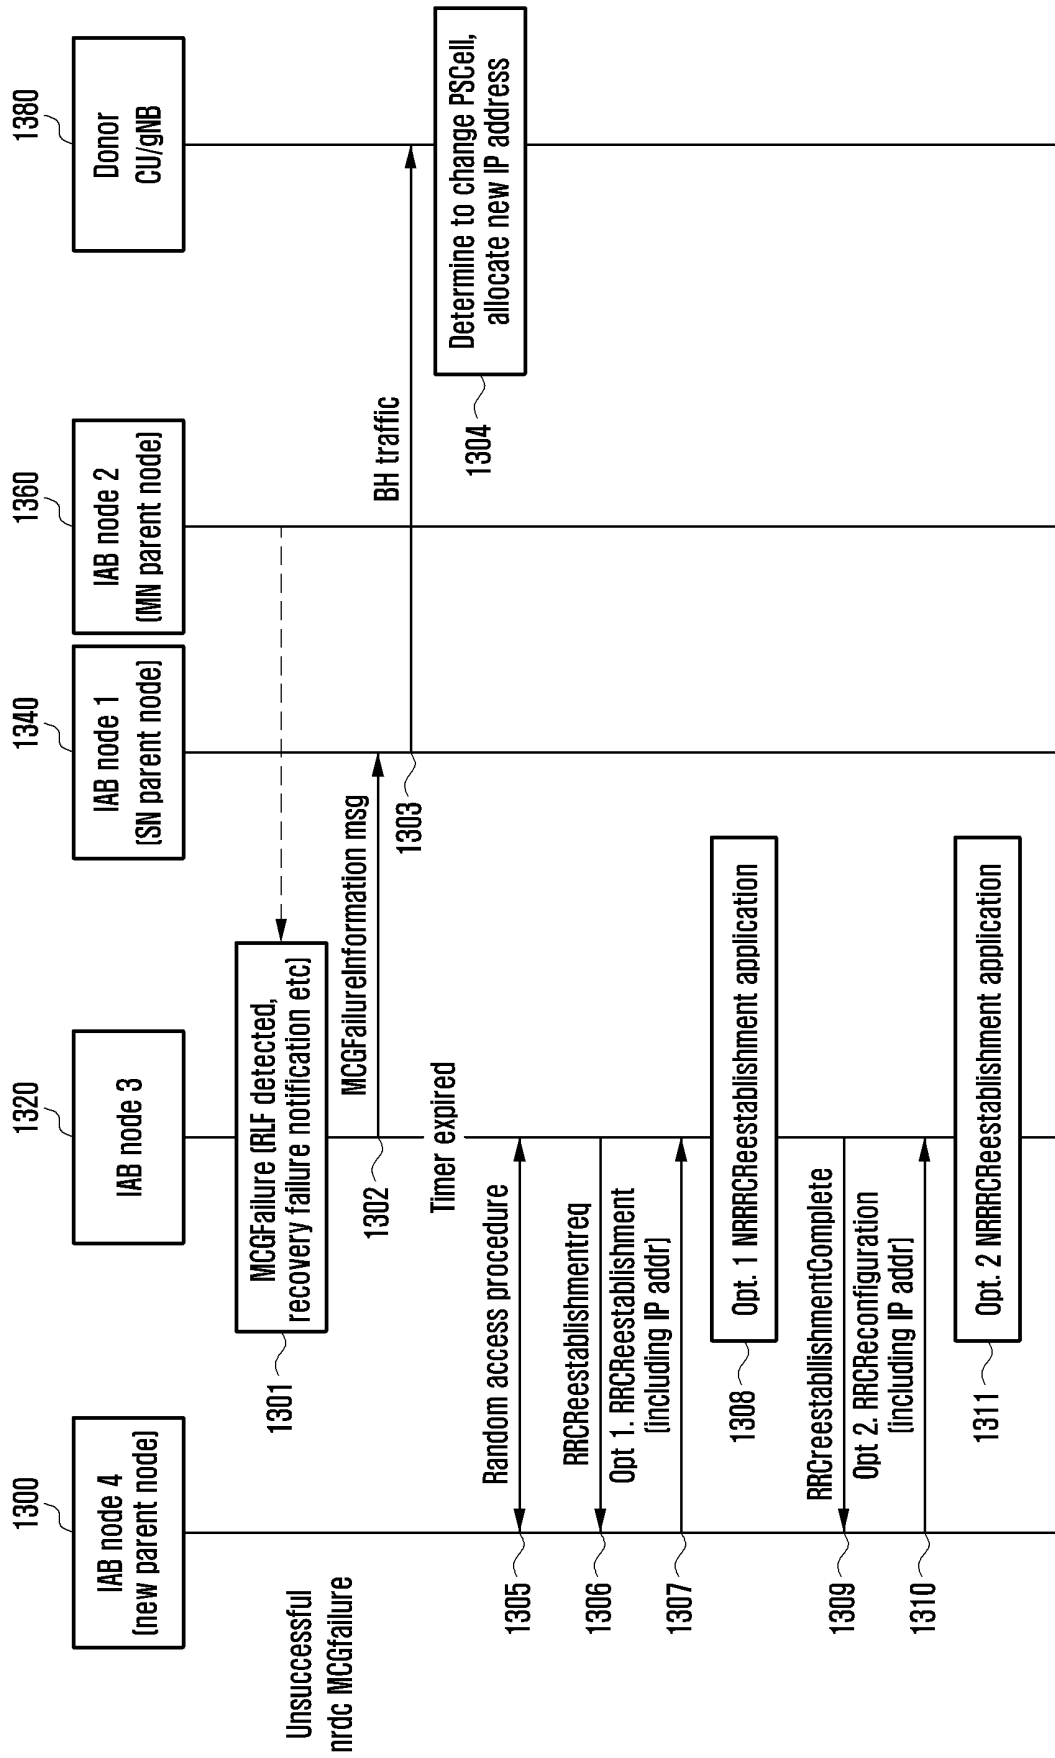 1300
IAB node 4
(new parent node)
1320
IAB node 3
1340
IAB node 1
(SN parent node)
1360
IAB node 2
(MN parent node)
1380
Donor
CU/gNB
Unsuccessful
nrdc MCGfailure
1301
MCGFailure (RLF detected,
recovery failure notification etc)
1302
MCGFailureInformation msg
1303
BH traffic
1304
Determine to change PSCell,
allocate new IP address
Timer expired
1305
Random access procedure
1306
RRCReestablishmentreq
1307
Opt 1. RRCReestablishment
(including IP addr)
1308
Opt. 1 NRRRCReestablishment application
1309
RRCreestabllishmentComplete
1310
Opt 2. RRCReconfiguration
(including IP addr)
1311
Opt. 2 NRRRCReestablishment application